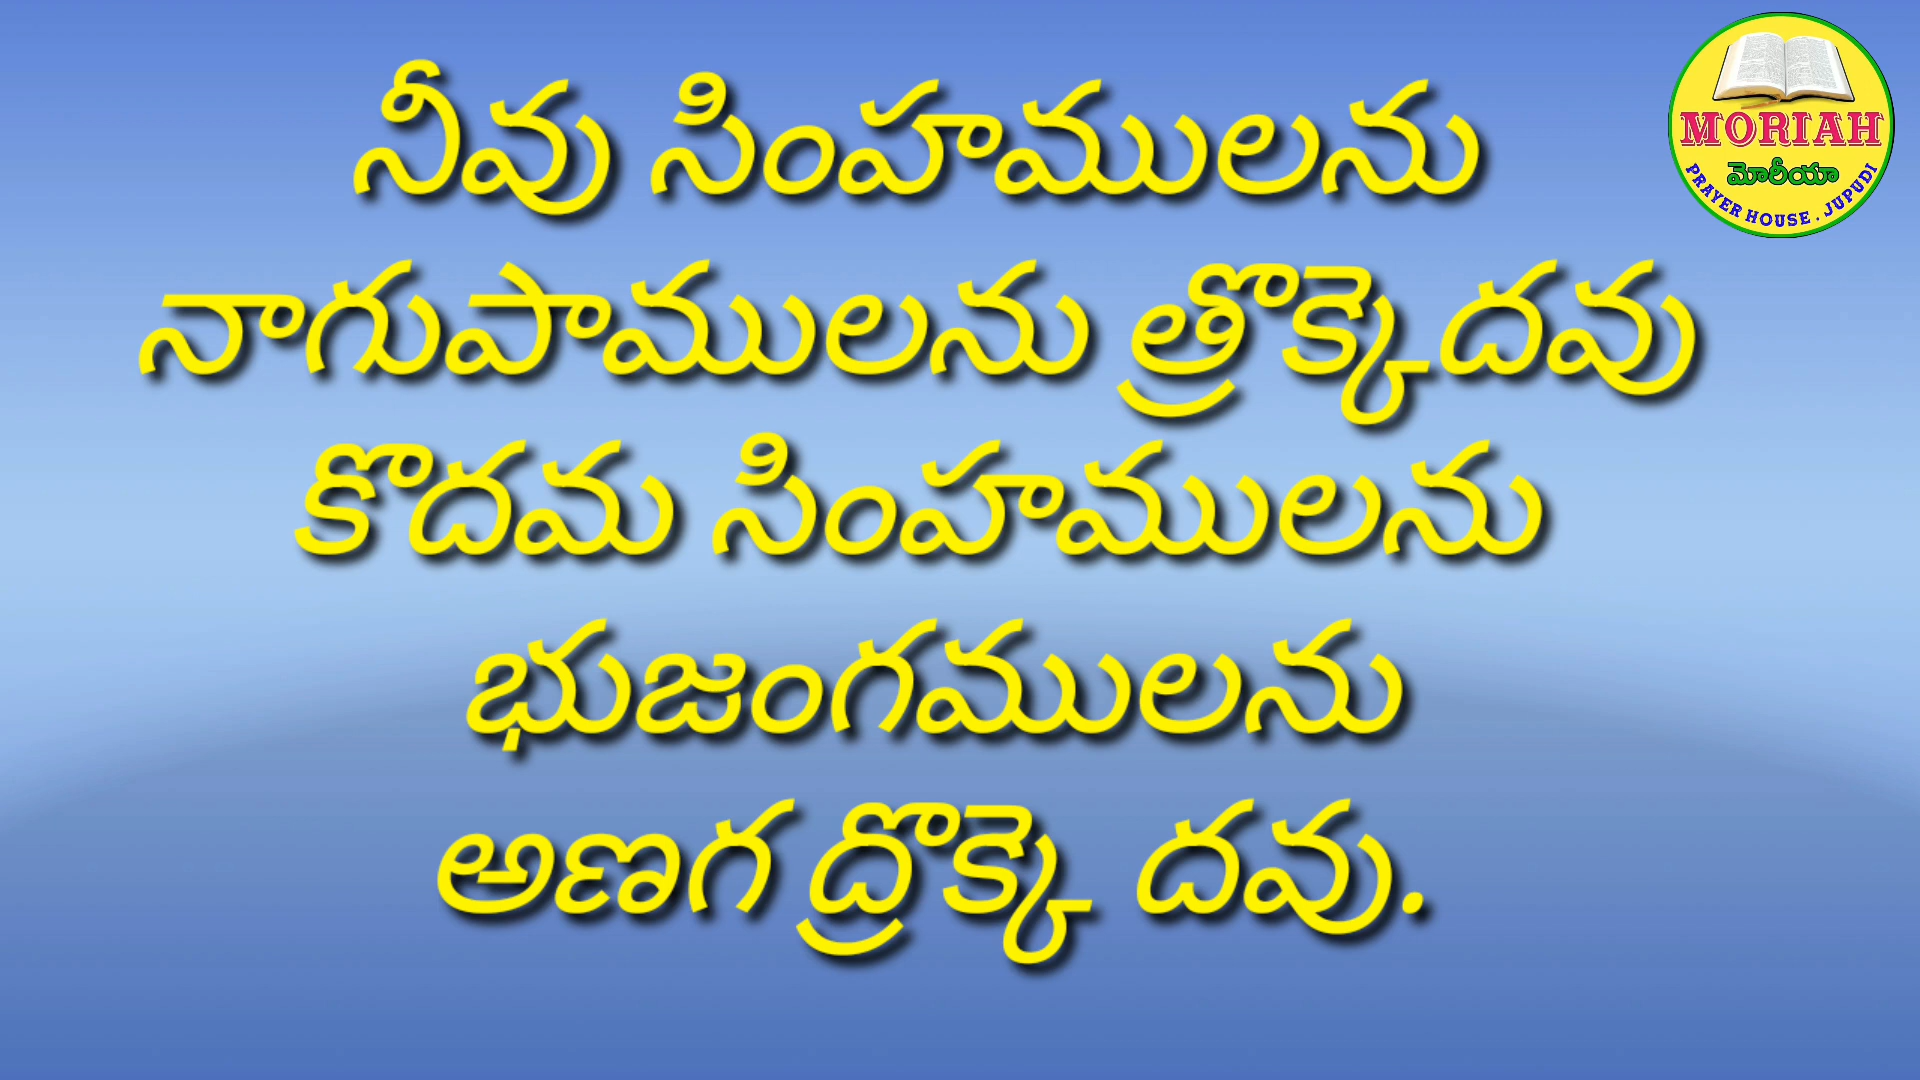 నీవు సింహములను
నాగుపాములను త్రొక్కెదవు
కొదమ సింహములను
భుజంగములను
అణగ ద్రొక్కె దవు.
MORIAH
మోరీయా
PRAYER HOUSE . JUPUDI